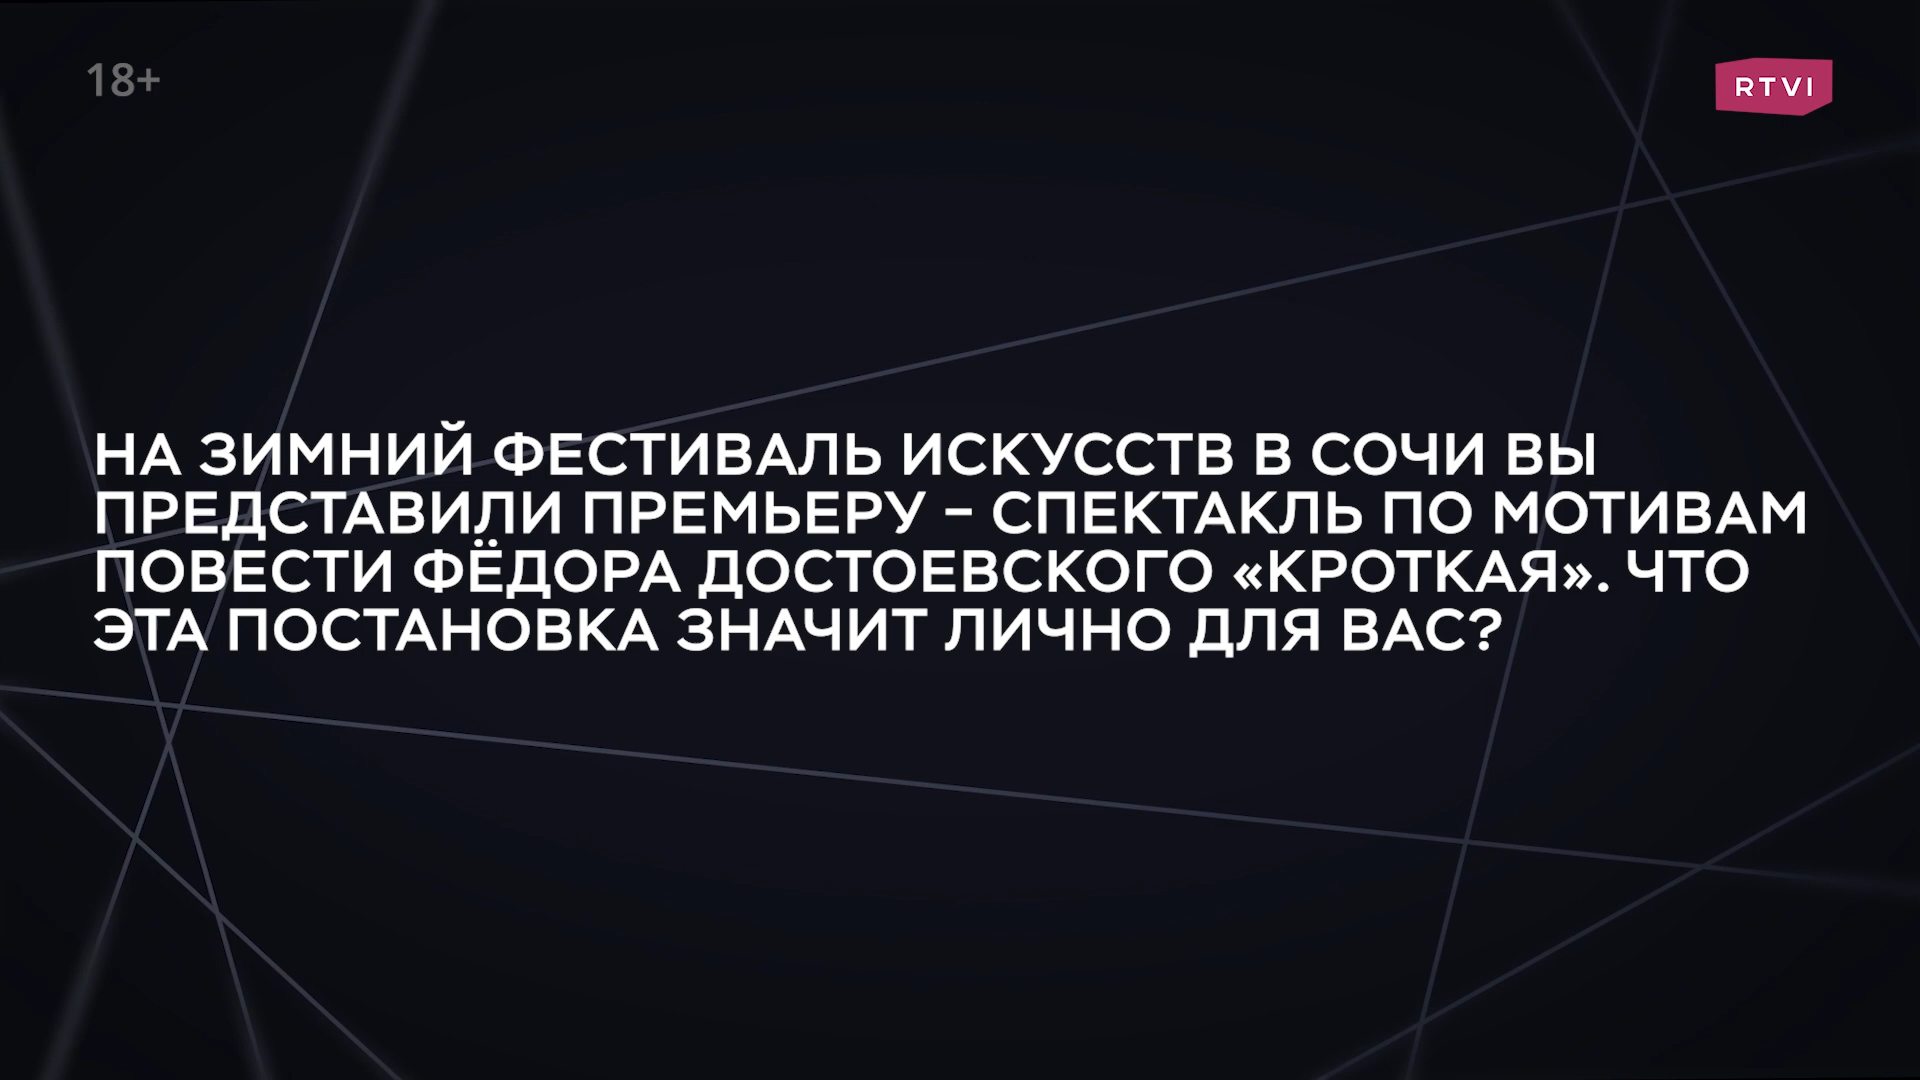 18+
RTVI
НА ЗИМНИЙ ФЕСТИВАЛЬ ИСКУССТВ В СОЧИ ВЫ
ПРЕДСТАВИЛИ ПРЕМЬЕРУ – СПЕКТАКЛЬ ПО МОТИВАМ
ПОВЕСТИ ФЁДОРА ДОСТОЕВСКОГО «КРОТКАЯ». ЧТО
ЭТА ПОСТАНОВКА ЗНАЧИТ ЛИЧНО ДЛЯ ВАС?